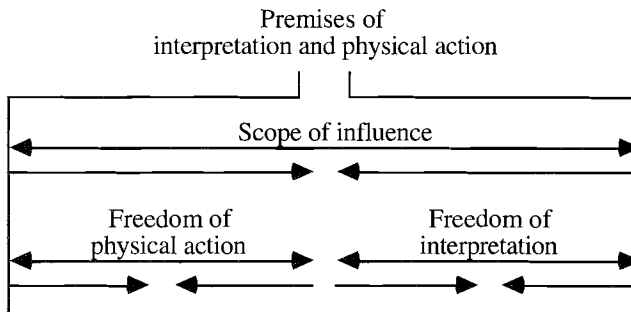 Premises of
interpretation and physical action
Scope of influence
Freedom of
physical action
Freedom of
interpretation